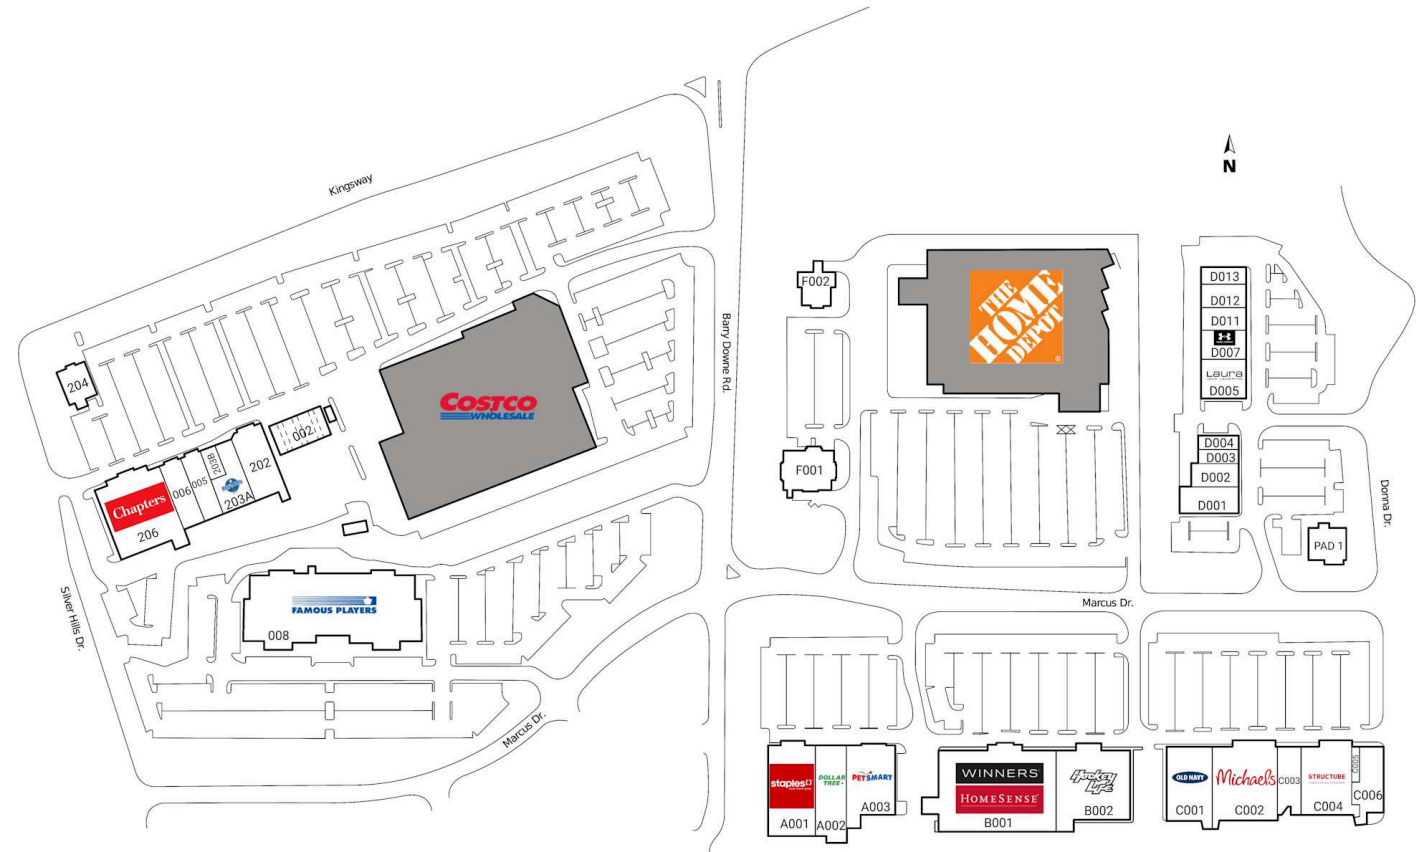 Kingsway
N
THE
HOME
DEPOT
F002
D013
D012
D011
D007
Laura
D005
Barry Downe Rd.
204
COSTCO
WHOLESALE
002
202
203B
203A
005
006
Chapters
206
D004
D003
D002
D001
F001
Donna Dr.
PAD 1
Silver Hills Dr.
FAMOUS PLAYERS
008
Marcus Dr.
Marcus Dr.
staples
A001
DOLLAR
TREE
A002
PETSMART
A003
WINNERS
HOMESENSE
B001
Hockey
Life
B002
OLD NAVY
C001
Michaels
C002
C003
STRUCTUBE
C004
C005
C006